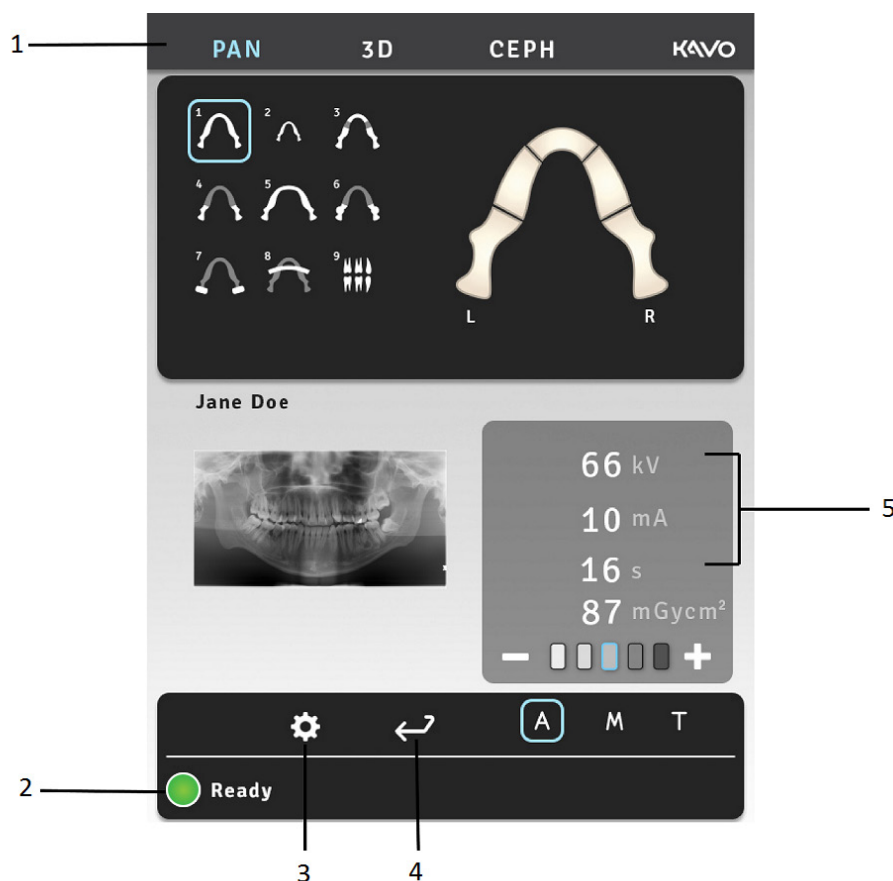 1
PAN 3D CEPH KAVO
1 2 3
4 5 6
7 8 9
L R
Jane Doe
66 kV
10 mA
5
16 s
87 mGycm²
− +
A M T
2
Ready
3 4